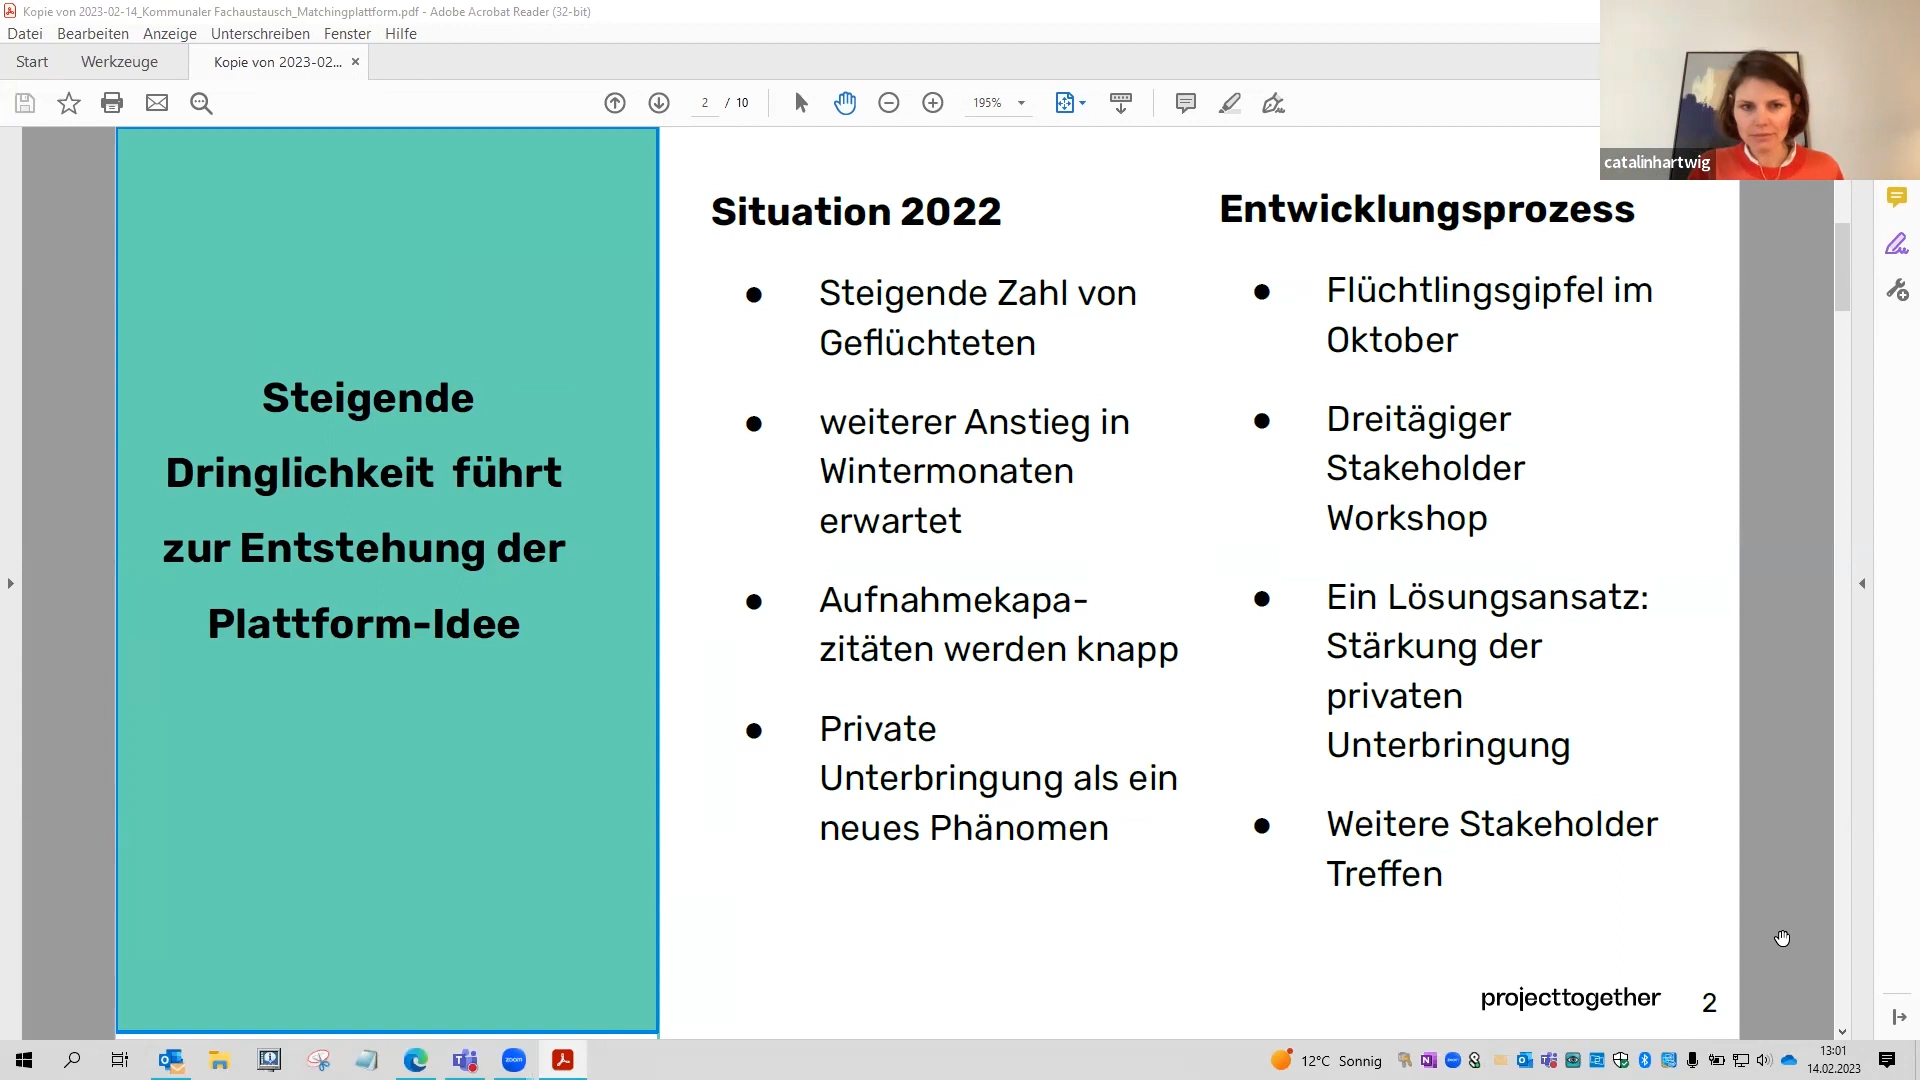 Kopie von 2023-02-14_Kommunaler Fachaustausch_Matchingplattform.pdf - Adobe Acrobat Reader (32-bit)
Datei Bearbeiten Anzeige Unterschreiben Fenster Hilfe
Start Werkzeuge Kopie von 2023-02... ×
2 / 10 195%
catalinhartwig
Steigende
Dringlichkeit führt
zur Entstehung der
Plattform-Idee
Situation 2022
● Steigende Zahl von
Geflüchteten
● weiterer Anstieg in
Wintermonaten
erwartet
● Aufnahmekapa-
zitäten werden knapp
● Private
Unterbringung als ein
neues Phänomen
Entwicklungsprozess
● Flüchtlingsgipfel im
Oktober
● Dreitägiger
Stakeholder
Workshop
● Ein Lösungsansatz:
Stärkung der
privaten
Unterbringung
● Weitere Stakeholder
Treffen
projecttogether 2
zoom
12°C Sonnig
13:01
14.02.2023